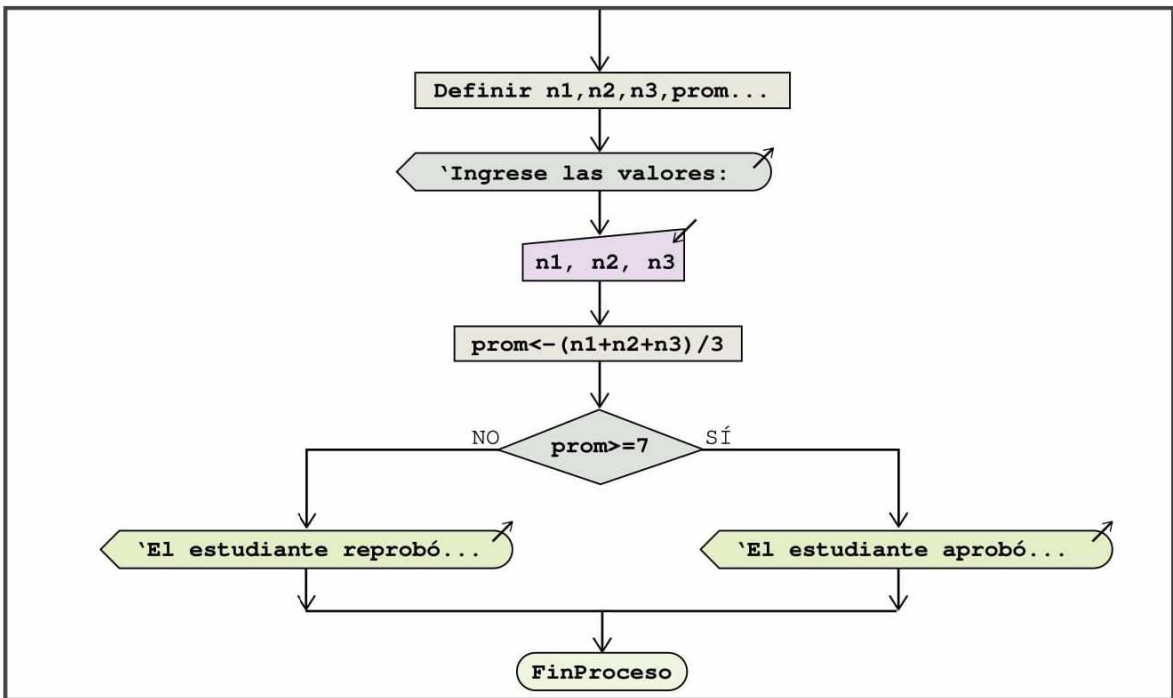 Definir n1,n2,n3,prom...
‘Ingrese las valores:
n1, n2, n3
prom<-(n1+n2+n3)/3
NO
prom>=7
SÍ
‘El estudiante reprobó...
‘El estudiante aprobó...
FinProceso